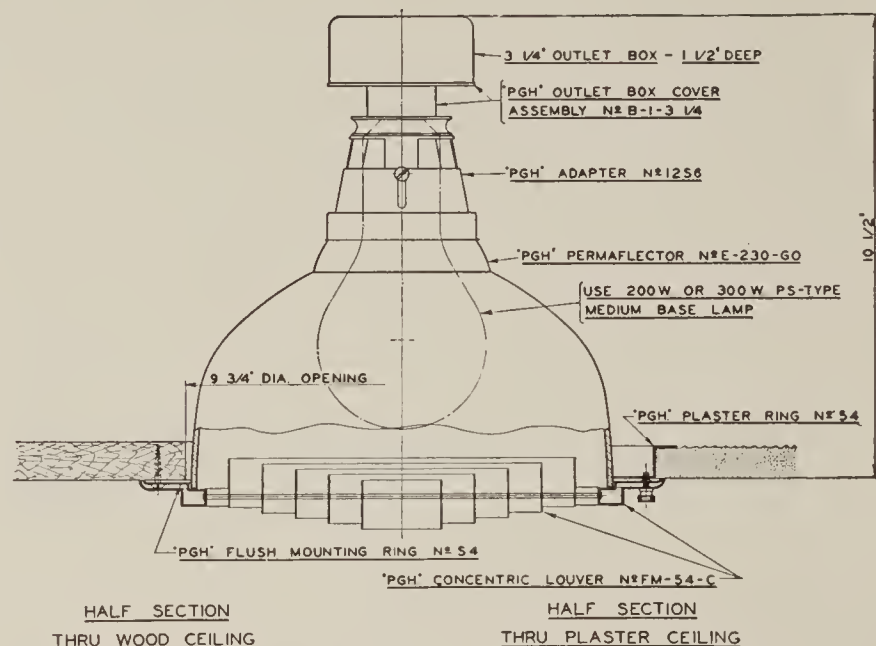 3 1/4" OUTLET BOX - 1 1/2" DEEP
"PGH" OUTLET BOX COVER
ASSEMBLY Nº B-1-3 1/4
"PGH" ADAPTER Nº 12S6
"PGH" PERMAFLECTOR Nº E-230-GO
10 1/2"
USE 200W OR 300W PS-TYPE
MEDIUM BASE LAMP
9 3/4" DIA. OPENING
"PGH" PLASTER RING Nº 54
"PGH" FLUSH MOUNTING RING Nº 54
"PGH" CONCENTRIC LOUVER Nº FM-54-C
HALF SECTION
THRU WOOD CEILING
HALF SECTION
THRU PLASTER CEILING